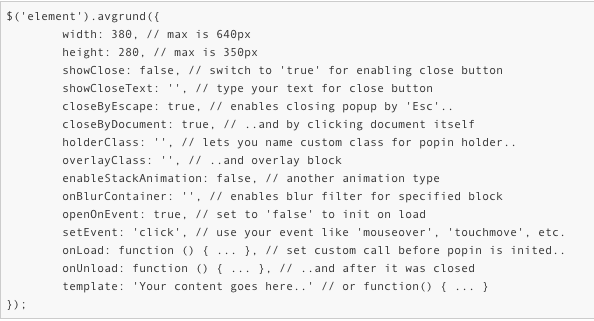 $('element').avgrund({
        width: 380, // max is 640px
        height: 280, // max is 350px
        showClose: false, // switch to 'true' for enabling close button
        showCloseText: '', // type your text for close button
        closeByEscape: true, // enables closing popup by 'Esc'..
        closeByDocument: true, // ..and by clicking document itself
        holderClass: '', // lets you name custom class for popin holder..
        overlayClass: '', // ..and overlay block
        enableStackAnimation: false, // another animation type
        onBlurContainer: '', // enables blur filter for specified block
        openOnEvent: true, // set to 'false' to init on load
        setEvent: 'click', // use your event like 'mouseover', 'touchmove', etc.
        onLoad: function () { ... }, // set custom call before popin is inited..
        onUnload: function () { ... }, // ..and after it was closed
        template: 'Your content goes here..' // or function() { ... }
});